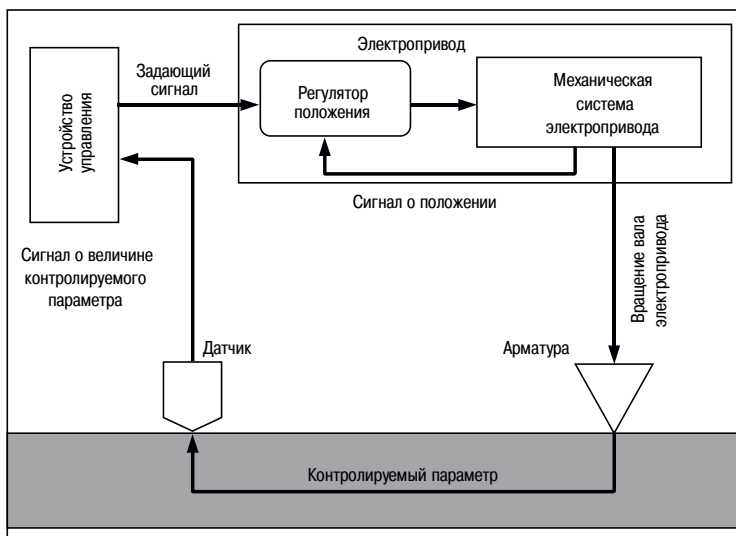 Электропривод
Задающий
сигнал
Устройство
управления
Регулятор
положения
Механическая
система
электропривода
Сигнал о положении
Сигнал о величине
контролируемого
параметра
Вращение вала
электропривода
Датчик
Арматура
Контролируемый параметр